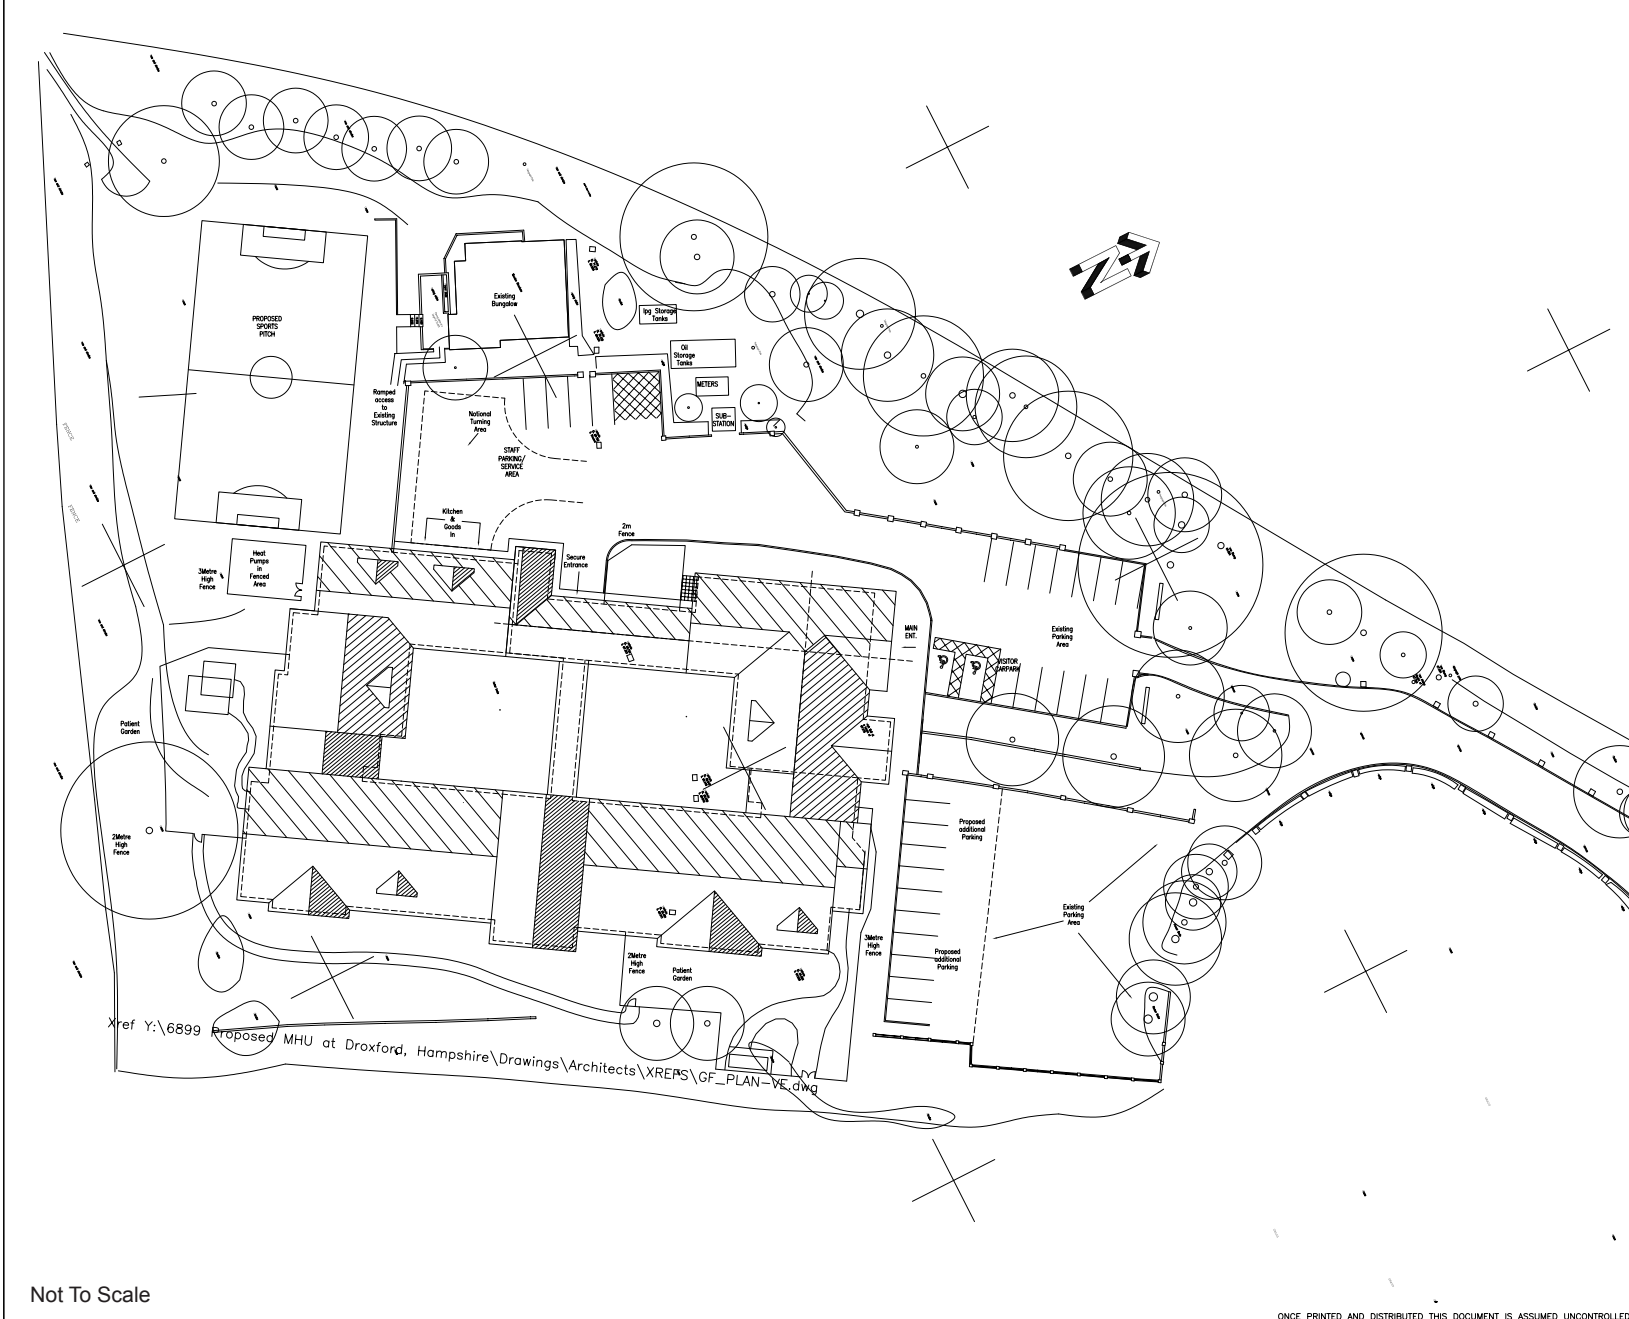 Existing
Bungalow
lpg Storage
Tanks
PROPOSED
SPORTS
PITCH
Oil
Storage
Tanks
METERS
Ramped
access
to
Existing
Structure
Notional
Turning
Area
SUB-
STATION
STAFF
PARKING/
SERVICE
AREA
FENCE
FENCE
Kitchen
&
Goods
In
2m
Fence
Secure
Entrance
Heat
Pumps
in
Fenced
Area
3Metre
High
Fence
MAIN
ENT.
Existing
Parking
Area
VISITOR
CARPARK
Patient
Garden
2Metre
High
Fence
Proposed
additional
Parking
Existing
Parking
Area
3Metre
High
Fence
Proposed
additional
Parking
2Metre
High
Fence
Patient
Garden
Xref Y:\6899 Proposed MHU at Droxford, Hampshire\Drawings\Architects\XREFS\GF_PLAN-VE.dwg
Not To Scale
ONCE PRINTED AND DISTRIBUTED THIS DOCUMENT IS ASSUMED UNCONTROLLED